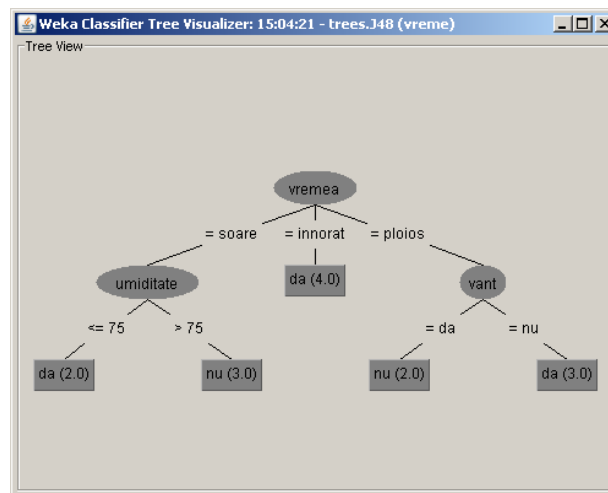 Weka Classifier Tree Visualizer: 15:04:21 - trees.J48 (vreme)
Tree View
vremea
= soare = innorat = ploios
umiditate da (4.0) vant
<= 75 > 75 = da = nu
da (2.0) nu (3.0) nu (2.0) da (3.0)